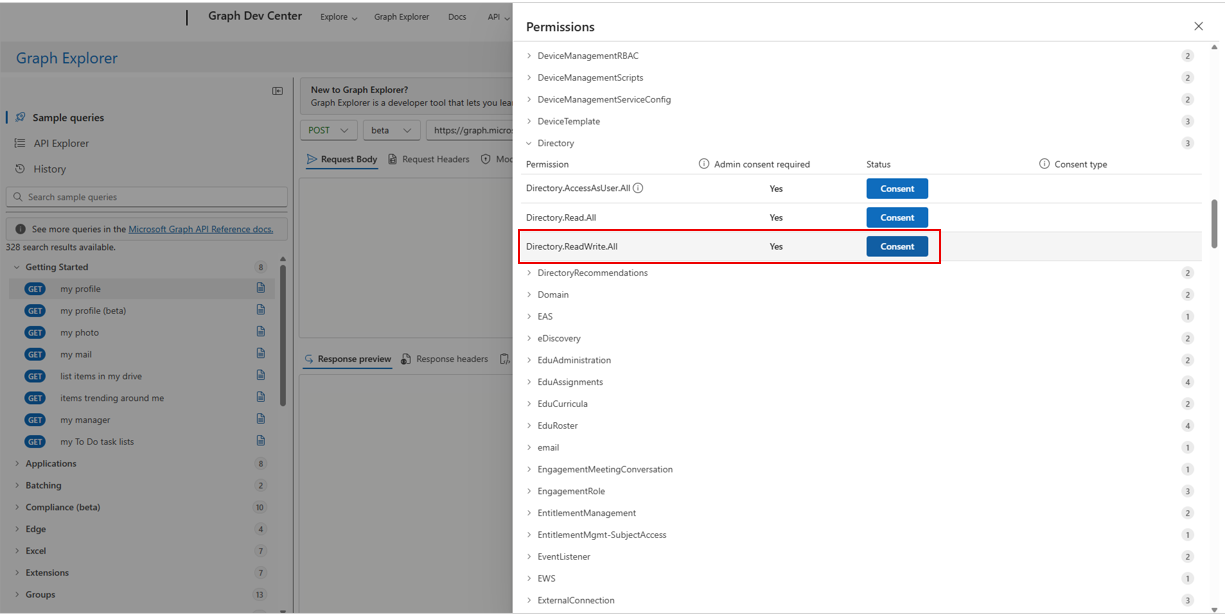 Graph Dev Center Explore Graph Explorer Docs API
Graph Explorer
Sample queries
API Explorer
History
Search sample queries
See more queries in the Microsoft Graph API Reference docs.
328 search results available.
Getting Started 8
GET my profile
GET my profile (beta)
GET my photo
GET my mail
GET list items in my drive
GET items trending around me
GET my manager
GET my To Do task lists
Applications 8
Batching 2
Compliance (beta) 10
Edge 4
Excel 7
Extensions 7
Groups 13
New to Graph Explorer?
Graph Explorer is a developer tool that lets you
POST beta https://graph.micros
Request Body Request Headers
Response preview Response headers
Permissions
DeviceManagementRBAC 2
DeviceManagementScripts 2
DeviceManagementServiceConfig 2
DeviceTemplate 3
Directory 3
Permission Admin consent required Status Consent type
Directory.AccessAsUser.All Yes Consent
Directory.Read.All Yes Consent
Directory.ReadWrite.All Yes Consent
DirectoryRecommendations 2
Domain 2
EAS 1
eDiscovery 2
EduAdministration 2
EduAssignments 4
EduCurricula 2
EduRoster 4
email 1
EngagementMeetingConversation 1
EngagementRole 3
EntitlementManagement 2
EntitlementMgmt-SubjectAccess 1
EventListener 2
EWS 1
ExternalConnection 3